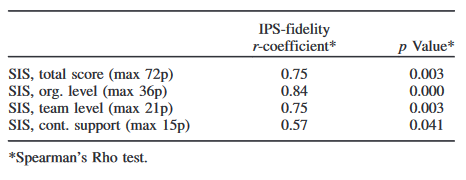 IPS-fidelity
r-coefficient* p Value*
SIS, total score (max 72p) 0.75 0.003
SIS, org. level (max 36p) 0.84 0.000
SIS, team level (max 21p) 0.75 0.003
SIS, cont. support (max 15p) 0.57 0.041
*Spearman's Rho test.